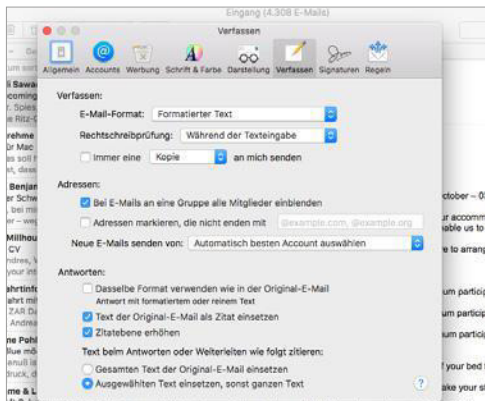 Eingang (4.308 E-Mails)
Verfassen
Allgemein Accounts Werbung Schrift & Farbe Darstellung Verfassen Signaturen Regeln
Verfassen:
E-Mail-Format: Formatierter Text
Rechtschreibprüfung: Während der Texteingabe
Immer eine Kopie an mich senden
Adressen:
Bei E-Mails an eine Gruppe alle Mitglieder einblenden
Adressen markieren, die nicht enden mit @example.com, @example.org
Neue E-Mails senden von: Automatisch besten Account auswählen
Antworten:
Dasselbe Format verwenden wie in der Original-E-Mail
Antwort mit formatiertem oder reinem Text
Text der Original-E-Mail als Zitat einsetzen
Zitatebene erhöhen
Text beim Antworten oder Weiterleiten wie folgt zitieren:
Gesamten Text der Original-E-Mail einsetzen
Ausgewählten Text einsetzen, sonst ganzen Text
?